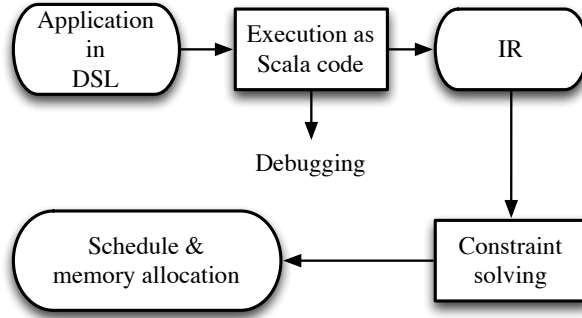 Application
in
DSL
Execution as
Scala code
IR
Debugging
Schedule &
memory allocation
Constraint
solving